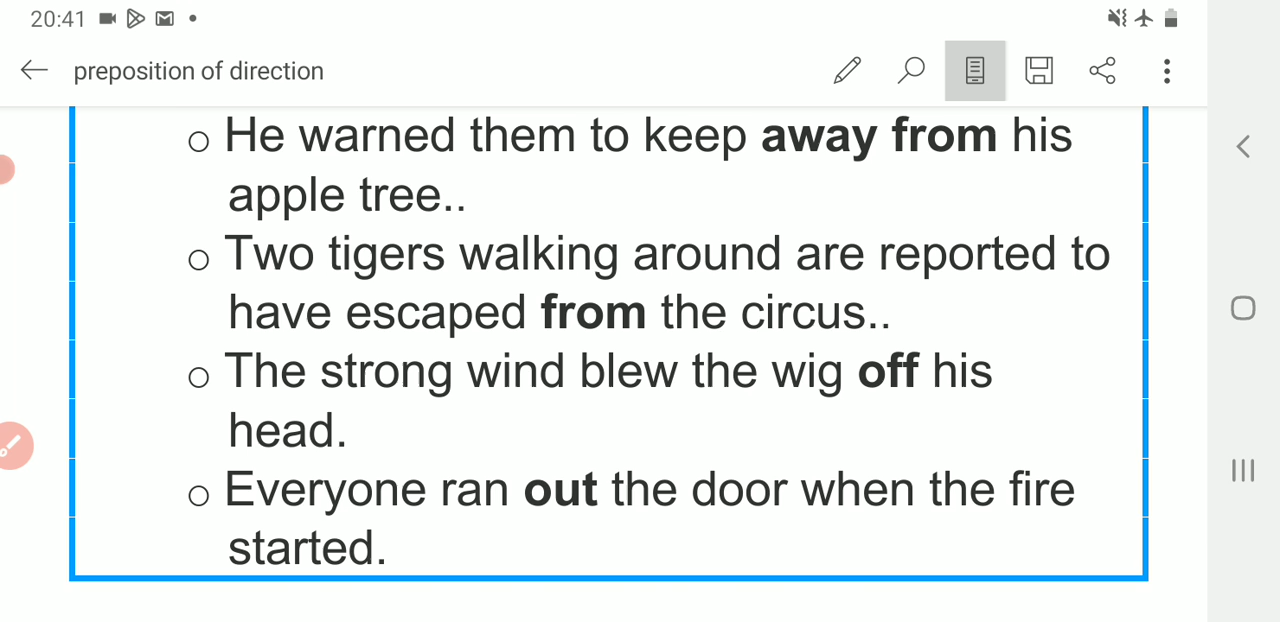 20:41
preposition of direction
o He warned them to keep away from his
apple tree..
o Two tigers walking around are reported to
have escaped from the circus..
o The strong wind blew the wig off his
head.
o Everyone ran out the door when the fire
started.